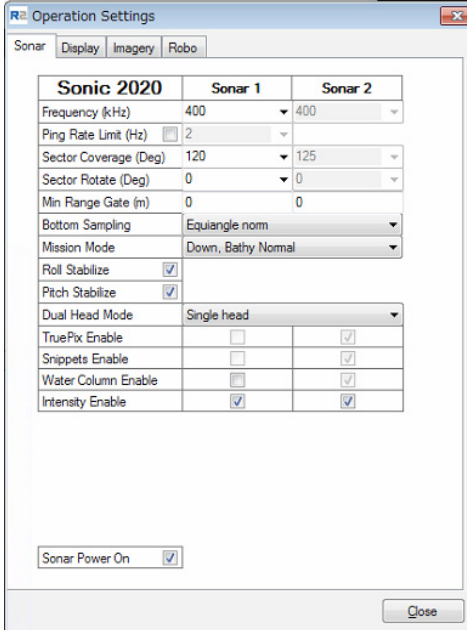 R2 Operation Settings
Sonar Display Imagery Robo
Sonic 2020 Sonar 1 Sonar 2
Frequency (kHz) 400 400
Ping Rate Limit (Hz) 2
Sector Coverage (Deg) 120 125
Sector Rotate (Deg) 0 0
Min Range Gate (m) 0 0
Bottom Sampling Equiangle norm
Mission Mode Down, Bathy Normal
Roll Stabilize
Pitch Stabilize
Dual Head Mode Single head
TruePix Enable
Snippets Enable
Water Column Enable
Intensity Enable
Sonar Power On
Close